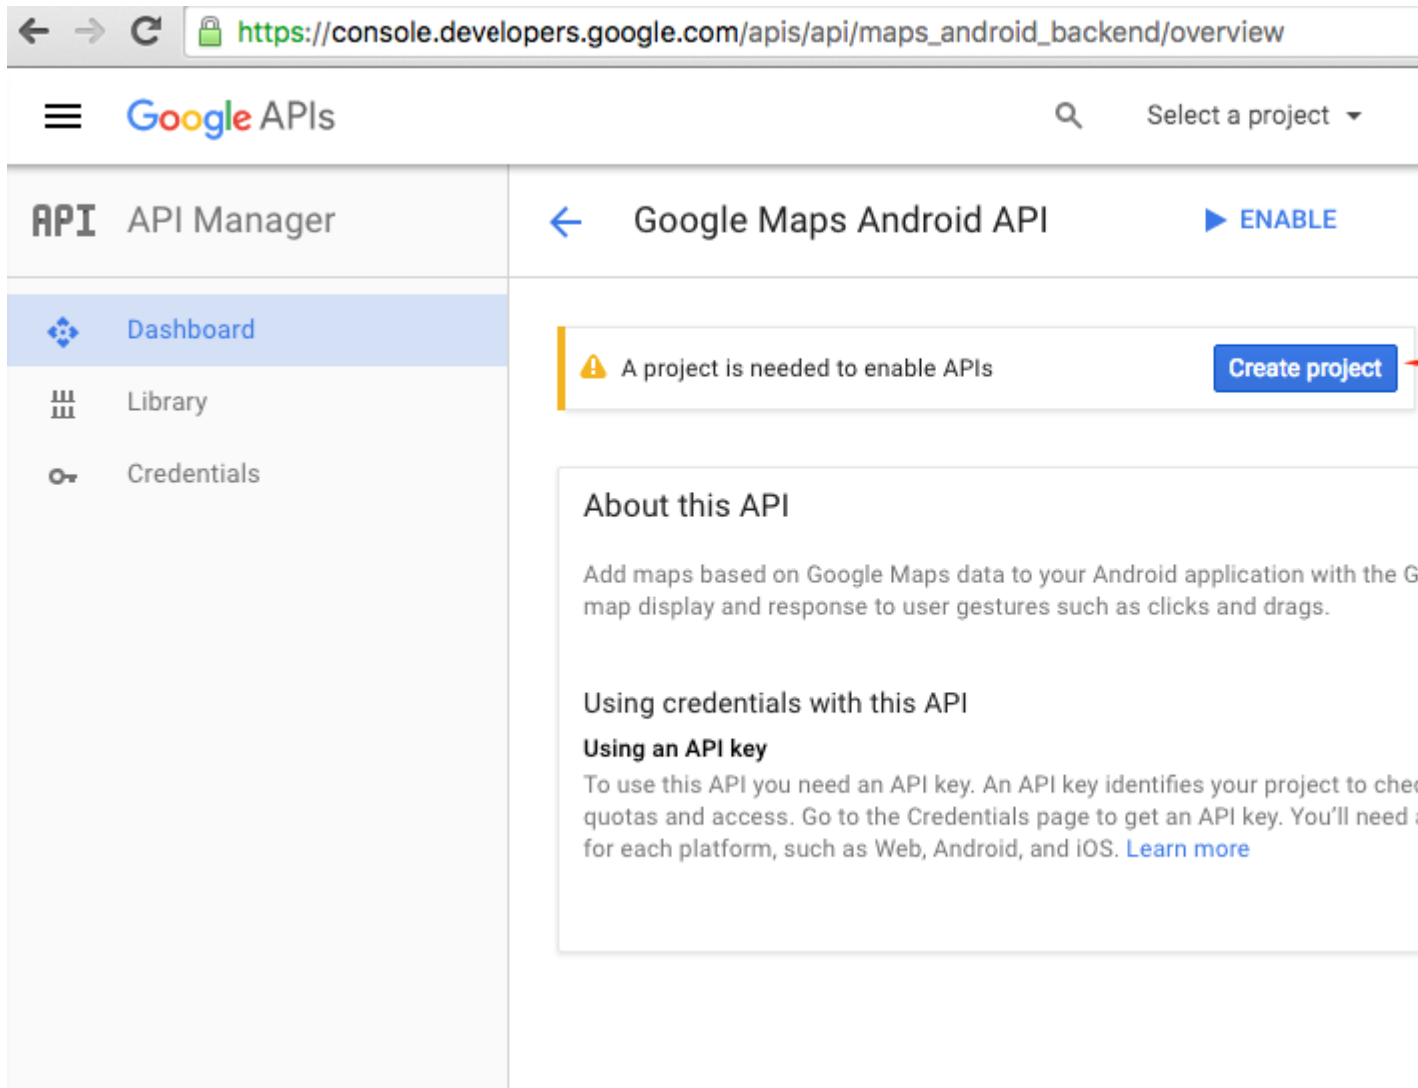 https://console.developers.google.com/apis/api/maps_android_backend/overview
Google APIs
Select a project
API API Manager
Google Maps Android API
ENABLE
Dashboard
Library
Credentials
A project is needed to enable APIs
Create project
About this API
Add maps based on Google Maps data to your Android application with the
map display and response to user gestures such as clicks and drags.
Using credentials with this API
Using an API key
To use this API you need an API key. An API key identifies your project to
quotas and access. Go to the Credentials page to get an API key. You'll need
for each platform, such as Web, Android, and iOS. Learn more